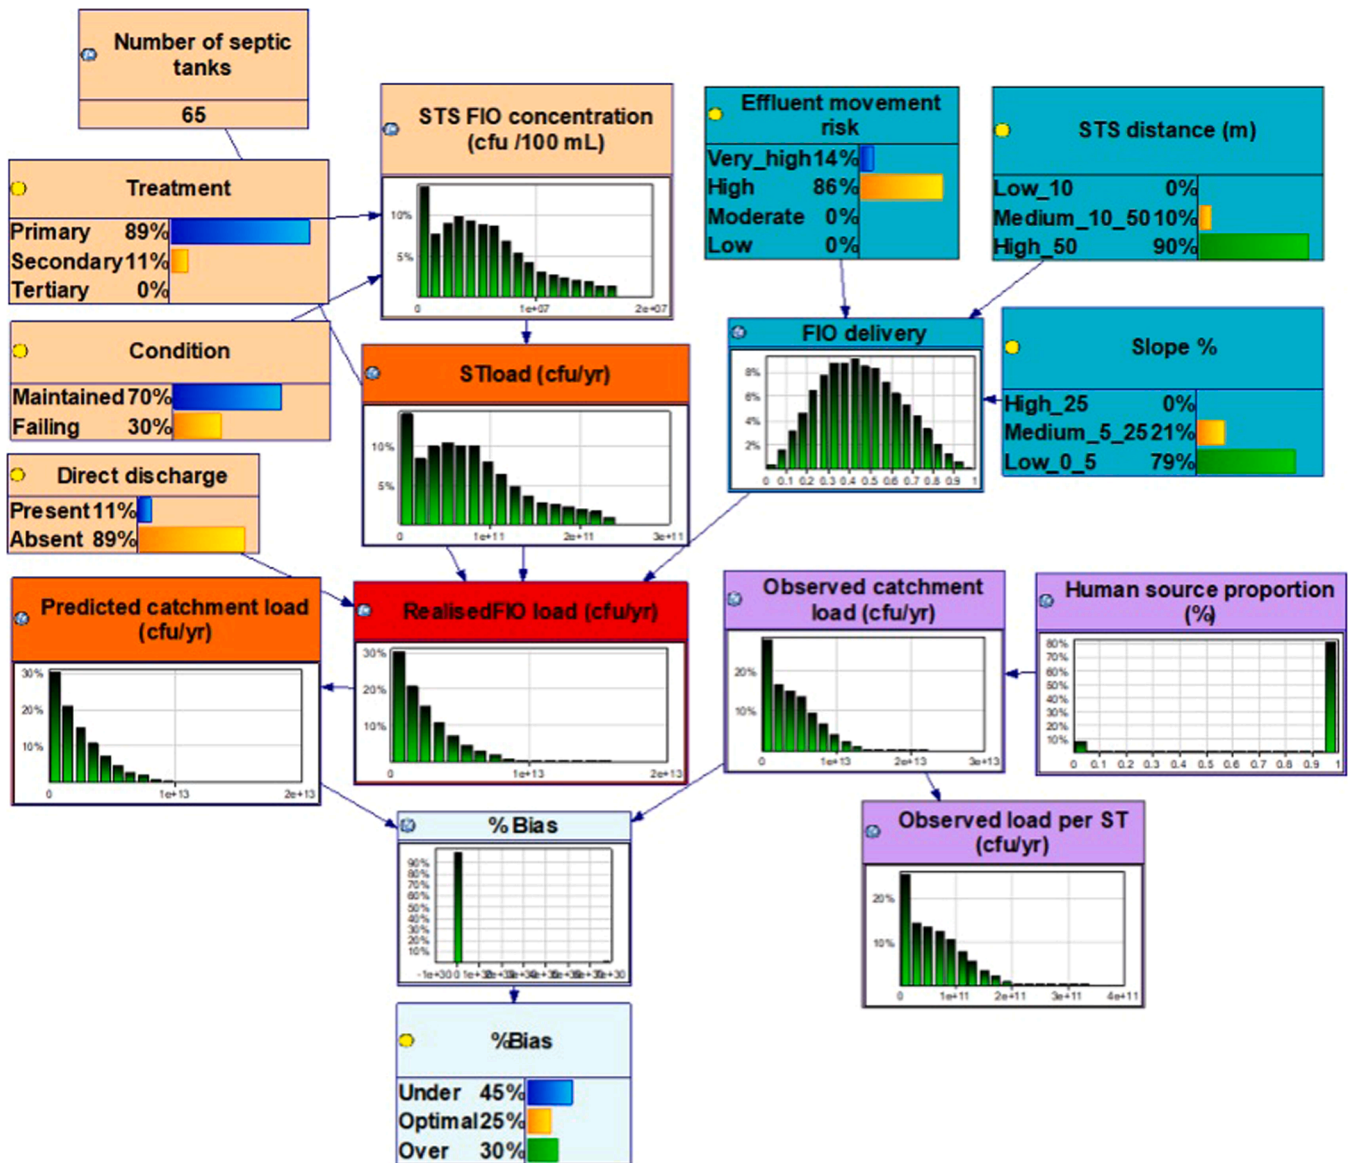 Number of septic
tanks
65
STS FIO concentration
(cfu /100 mL)
10%
5%
0 1e+07 2e+07
Effluent movement
risk
Very_high 14%
High 86%
Moderate 0%
Low 0%
STS distance (m)
Low_10 0%
Medium_10_50 10%
High_50 90%
Treatment
Primary 89%
Secondary 11%
Tertiary 0%
Condition
Maintained 70%
Failing 30%
STload (cfu/yr)
10%
5%
0 1e+11 2e+11 3e+11
FIO delivery
8%
6%
4%
2%
0 0.1 0.2 0.3 0.4 0.5 0.6 0.7 0.8 0.9 1
Slope %
High_25 0%
Medium_5_25 21%
Low_0_5 79%
Direct discharge
Present 11%
Absent 89%
Predicted catchment load
(cfu/yr)
30%
20%
10%
0 1e+13 2e+13
RealisedFIO load (cfu/yr)
30%
20%
10%
0 1e+13 2e+13
Observed catchment
load (cfu/yr)
20%
10%
0 1e+13 2e+13 3e+13
Human source proportion
(%)
80%
70%
60%
50%
40%
30%
20%
10%
0 0.1 0.2 0.3 0.4 0.5 0.6 0.7 0.8 0.9 1
% Bias
90%
80%
70%
60%
50%
40%
30%
20%
10%
-1e+30 0
Observed load per ST
(cfu/yr)
20%
10%
0 1e+11 2e+11 3e+11 4e+11
%Bias
Under 45%
Optimal 25%
Over 30%